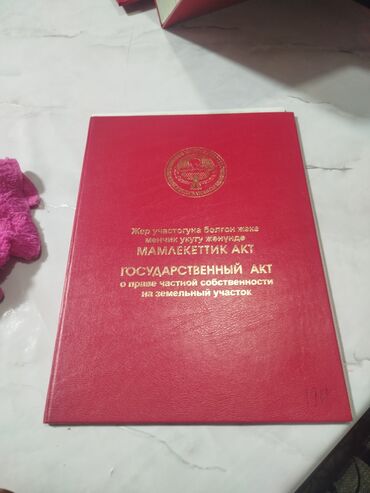 Жер участогуна болгон жеке
менчик укугу жөнүндө
МАМЛЕКЕТТИК АКТ
ГОСУДАРСТВЕННЫЙ АКТ
о праве частной собственности
на земельный участок